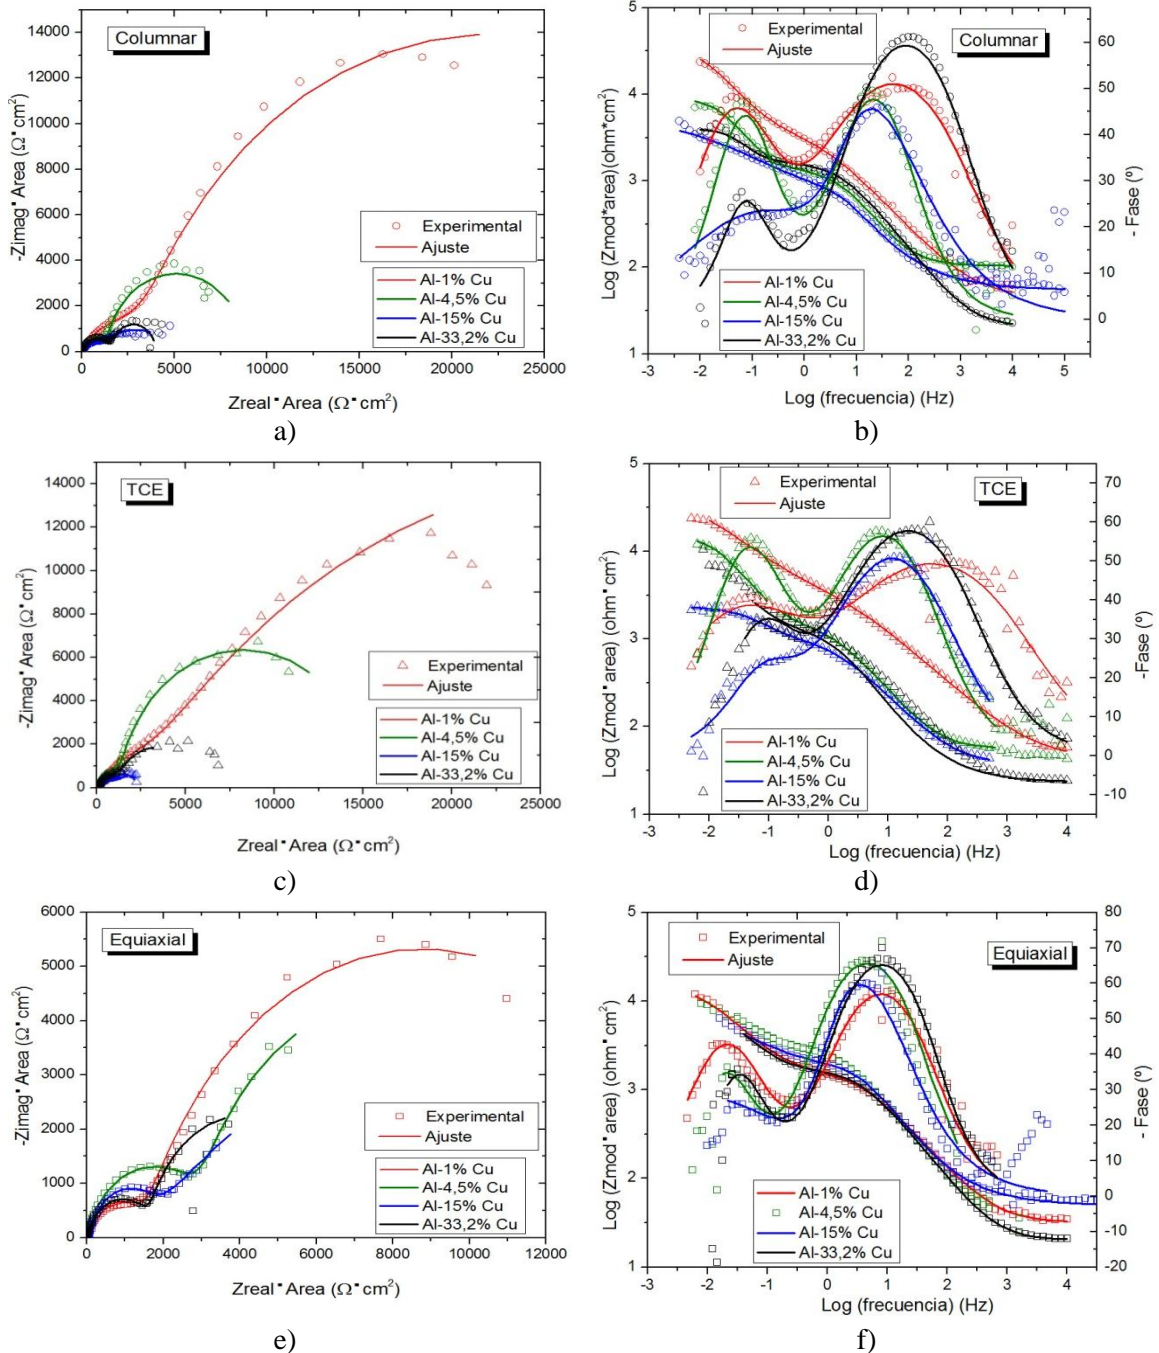 Columnar
14000
12000
10000
8000
6000
4000
2000
0
-Zimag▪ Area (Ω▪ cm²)
Experimental
Ajuste
Al-1% Cu
Al-4,5% Cu
Al-15% Cu
Al-33,2% Cu
0 5000 10000 15000 20000 25000
Zreal▪ Area (Ω▪ cm²)
a)
Columnar
Experimental
Ajuste
5
4
3
2
1
Log (Zmod*area)(ohm*cm²)
60
50
40
30
20
10
0
- Fase (º)
Al-1% Cu
Al-4,5% Cu
Al-15% Cu
Al-33,2% Cu
-3 -2 -1 0 1 2 3 4 5
Log (frecuencia) (Hz)
b)
TCE
14000
12000
10000
8000
6000
4000
2000
0
-ZImag▪ Area (Ω▪ cm²)
Experimental
Ajuste
Al-1% Cu
Al-4,5% Cu
Al-15% Cu
Al-33,2% Cu
0 5000 10000 15000 20000 25000
Zreal▪ Area (Ω▪ cm²)
c)
TCE
Experimental
Ajuste
5
4
3
2
1
Log (Zmod▪ area) (ohm▪ cm²)
70
60
50
40
30
20
10
0
-10
-Fase (º)
Al-1% Cu
Al-4,5% Cu
Al-15% Cu
Al-33,2% Cu
-3 -2 -1 0 1 2 3 4
Log (frecuencia) (Hz)
d)
Equiaxial
6000
5000
4000
3000
2000
1000
0
-Zimag▪ Area (Ω▪ cm²)
Experimental
Ajuste
Al-1% Cu
Al-4,5% Cu
Al-15% Cu
Al-33,2% Cu
0 2000 4000 6000 8000 10000 12000
Zreal▪ Area (Ω▪ cm²)
e)
Equiaxial
Experimental
Ajuste
5
4
3
2
1
Log (Zmod▪ area) (ohm▪ cm²)
80
70
60
50
40
30
20
10
0
-10
-20
- Fase (º)
Al-1% Cu
Al-4,5% Cu
Al-15% Cu
Al-33,2% Cu
-3 -2 -1 0 1 2 3 4
Log (frecuencia) (Hz)
f)